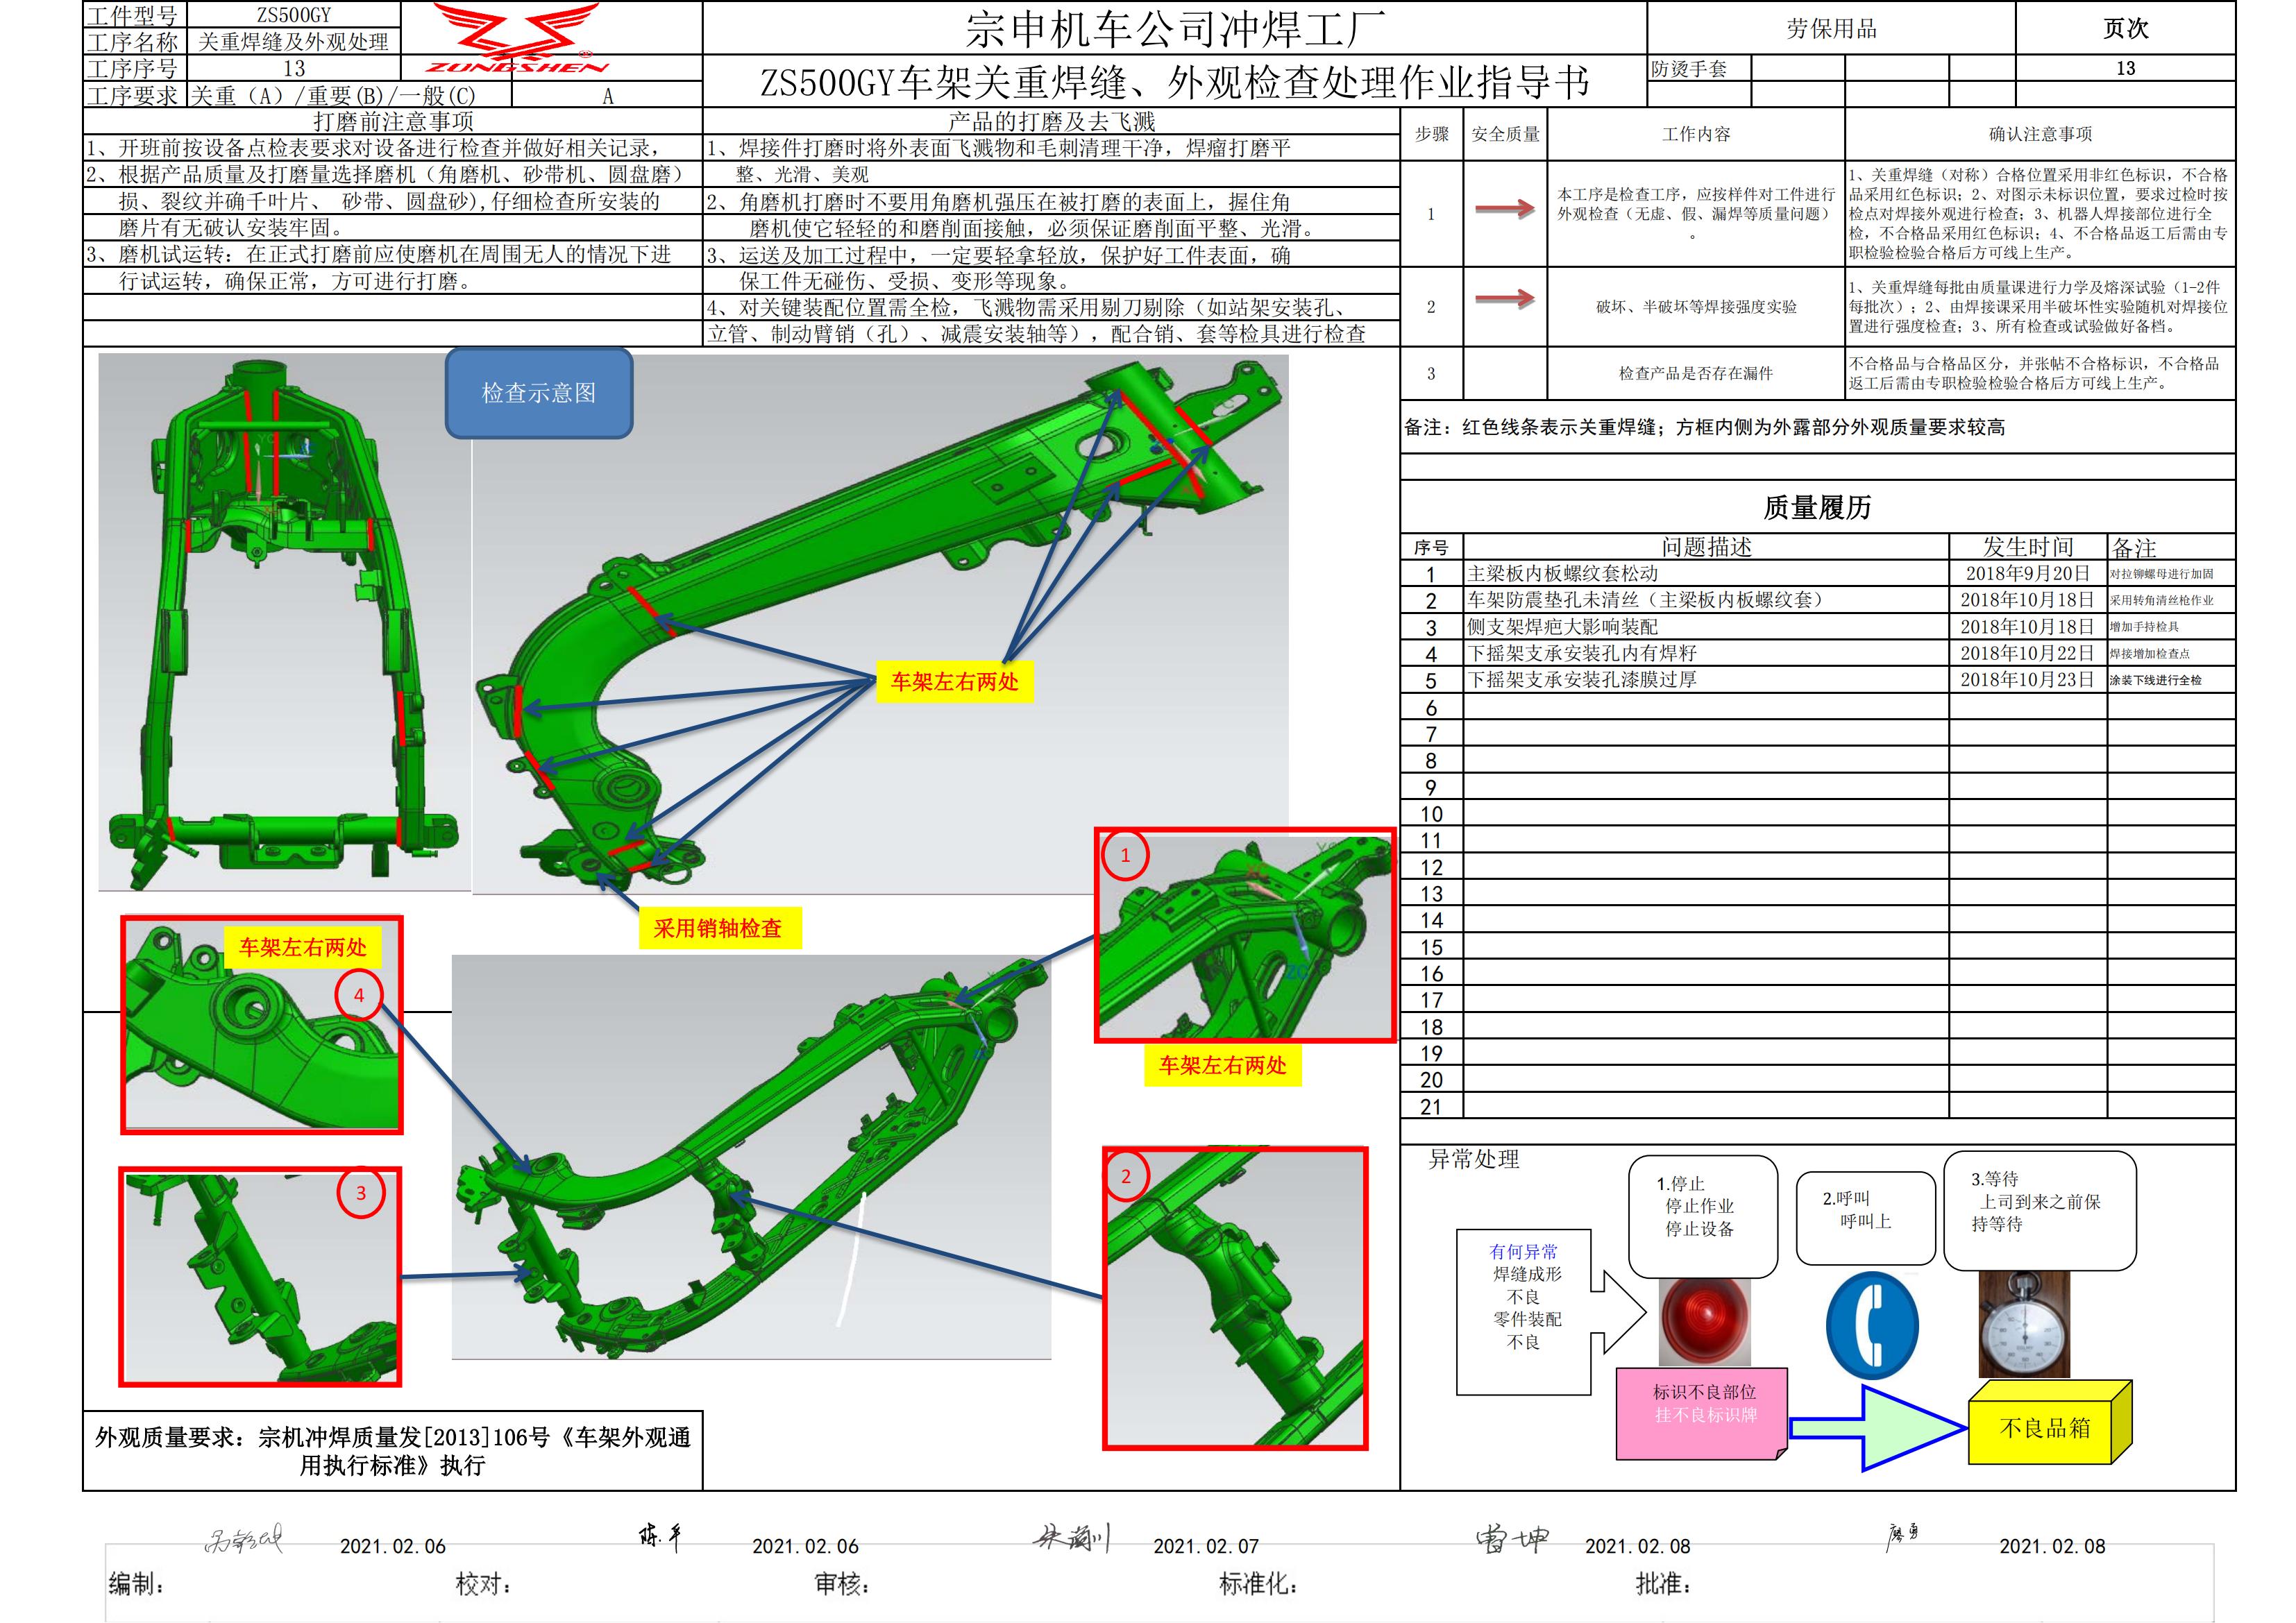 工件型号 ZS500GY
工序名称 关重焊缝及外观处理
工序序号 13
工序要求 关重（A）/重要(B)/一般(C) A
ZONGSHEN
宗申机车公司冲焊工厂
ZS500GY车架关重焊缝、外观检查处理作业指导书
劳保用品 页次
防烫手套 13
打磨前注意事项
1、开班前按设备点检表要求对设备进行检查并做好相关记录，
2、根据产品质量及打磨量选择磨机（角磨机、砂带机、圆盘磨）
损、裂纹并确千叶片、 砂带、圆盘砂),仔细检查所安装的
磨片有无破认安装牢固。
3、磨机试运转：在正式打磨前应使磨机在周围无人的情况下进
行试运转，确保正常，方可进行打磨。
产品的打磨及去飞溅
1、焊接件打磨时将外表面飞溅物和毛刺清理干净，焊瘤打磨平
整、光滑、美观
2、角磨机打磨时不要用角磨机强压在被打磨的表面上，握住角
磨机使它轻轻的和磨削面接触，必须保证磨削面平整、光滑。
3、运送及加工过程中，一定要轻拿轻放，保护好工件表面，确
保工件无碰伤、受损、变形等现象。
4、对关键装配位置需全检，飞溅物需采用剔刀剔除（如站架安装孔、
立管、制动臂销（孔）、减震安装轴等），配合销、套等检具进行检查
步骤 安全质量 工作内容 确认注意事项
1
本工序是检查工序，应按样件对工件进行
外观检查（无虚、假、漏焊等质量问题）
。
1、关重焊缝（对称）合格位置采用非红色标识，不合格
品采用红色标识；2、对图示未标识位置，要求过检时按
检点对焊接外观进行检查；3、机器人焊接部位进行全
检，不合格品采用红色标识；4、不合格品返工后需由专
职检验检验合格后方可线上生产。
2
破坏、半破坏等焊接强度实验
1、关重焊缝每批由质量课进行力学及熔深试验（1-2件
每批次）；2、由焊接课采用半破坏性实验随机对焊接位
置进行强度检查；3、所有检查或试验做好备档。
3
检查产品是否存在漏件
不合格品与合格品区分，并张帖不合格标识，不合格品
返工后需由专职检验检验合格后方可线上生产。
备注：红色线条表示关重焊缝；方框内侧为外露部分外观质量要求较高
质量履历
序号 问题描述 发生时间 备注
1 主梁板内板螺纹套松动 2018年9月20日 对拉铆螺母进行加固
2 车架防震垫孔未清丝（主梁板内板螺纹套） 2018年10月18日 采用转角清丝枪作业
3 侧支架焊疤大影响装配 2018年10月18日 增加手持检具
4 下摇架支承安装孔内有焊籽 2018年10月22日 焊接增加检查点
5 下摇架支承安装孔漆膜过厚 2018年10月23日 涂装下线进行全检
6
7
8
9
10
11
12
13
14
15
16
17
18
19
20
21
检查示意图
车架左右两处
采用销轴检查
1
车架左右两处
车架左右两处
4
3
2
外观质量要求：宗机冲焊质量发[2013]106号《车架外观通
用执行标准》执行
异常处理
有何异常
焊缝成形
不良
零件装配
不良
1.停止
停止作业
停止设备
2.呼叫
呼叫上
3.等待
上司到来之前保
持等待
标识不良部位
挂不良标识牌
不良品箱
2021.02.06 陈平 2021.02.06 2021.02.07 雷坤 2021.02.08 廖勇 2021.02.08
编制： 校对： 审核： 标准化： 批准：